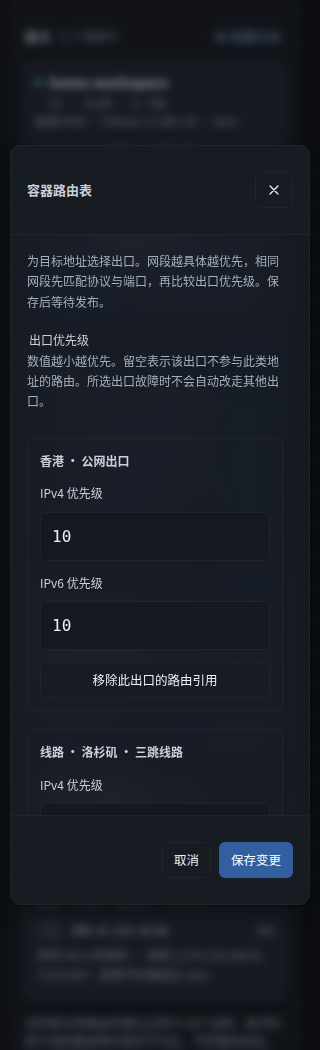 容器路由表
为目标地址选择出口。网段越具体越优先，相同
网段先匹配协议与端口，再比较出口优先级。保
存后等待发布。
出口优先级
数值越小越优先。留空表示该出口不参与此类地
址的路由。所选出口故障时不会自动改走其他出
口。
香港 · 公网出口
IPv4 优先级
10
IPv6 优先级
10
移除此出口的路由引用
线路 · 洛杉矶 · 三跳线路
IPv4 优先级
取消
保存变更